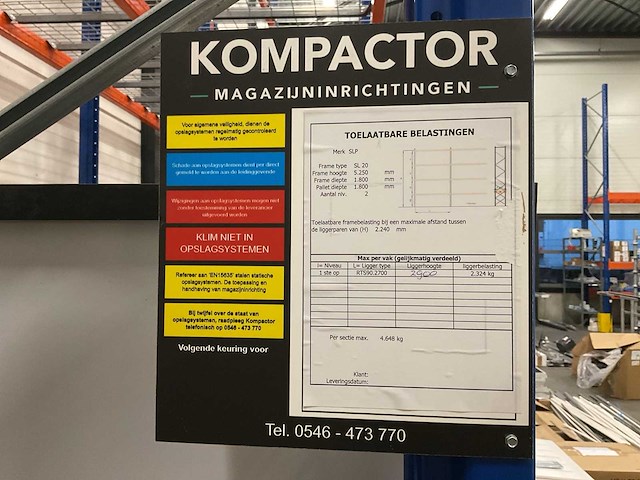 KOMPACTOR
MAGAZIJNINRICHTINGEN
Voor algemene veiligheid, dienen de
opslagsystemen regelmatig gecontroleerd
te worden
Schade aan opslagsystemen dient per direct
gemeld te worden aan de leidinggevende
Wijzigingen aan opslagsystemen mogen niet
zonder toestemming van de leverancier
uitgevoerd worden
KLIM NIET IN
OPSLAGSYSTEMEN
Refereer aan 'EN15635' stalen statische
opslagsystemen. De toepassing en
handhaving van magazijninrichting
Bij twijfel over de staat van
opslagsystemen, raadpleeg Kompactor
telefonisch op 0546 - 473 770
Volgende keuring voor
TOELAATBARE BELASTINGEN
Merk SLP
Frame type SL 20
Frame hoogte 5.250 mm
Frame diepte 1.800 mm
Pallet diepte 1.800 mm
Aantal niv. 2
Toelaatbare framebelasting bij een maximale afstand tussen
de liggerparen van (H) 2.240 mm
Max per vak (gelijkmatig verdeeld)
I= Niveau L= Ligger type Liggerhoogte liggerbelasting
1 ste op RTS90.2700 2900 2.324 kg
Per sectie max. 4.648 kg
Klant:
Leveringsdatum:
Tel. 0546 - 473 770